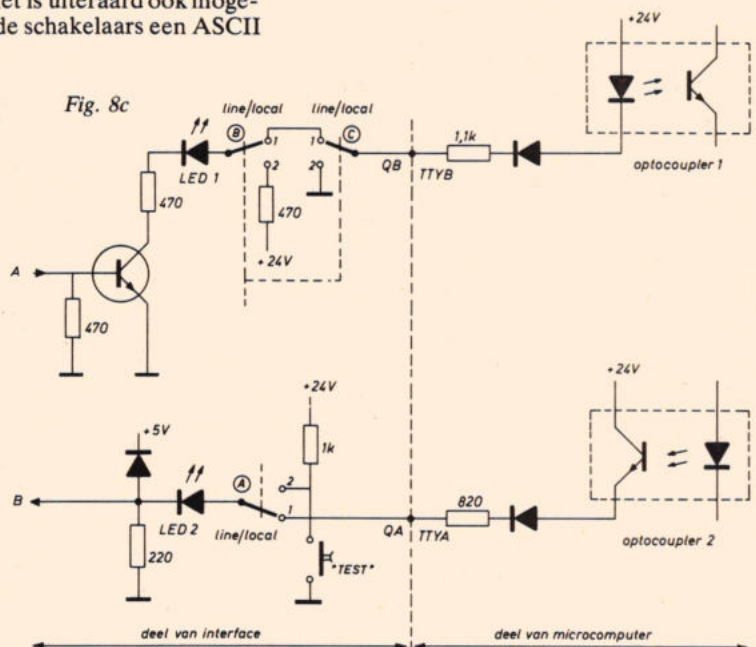 het is uiteraard ook moge-
de schakelaars een ASCII
Fig. 8c
+24V
line/local
line/local
B
1
1
C
2
2
LED 1
470
470
+24V
QB
TTYB
1,1k
optocoupler 1
A
470
+24V
+24V
1k
+5V
B
LED 2
A
2
1
line/local
220
"TEST"
QA
TTYA
820
optocoupler 2
deel van interface
deel van microcomputer